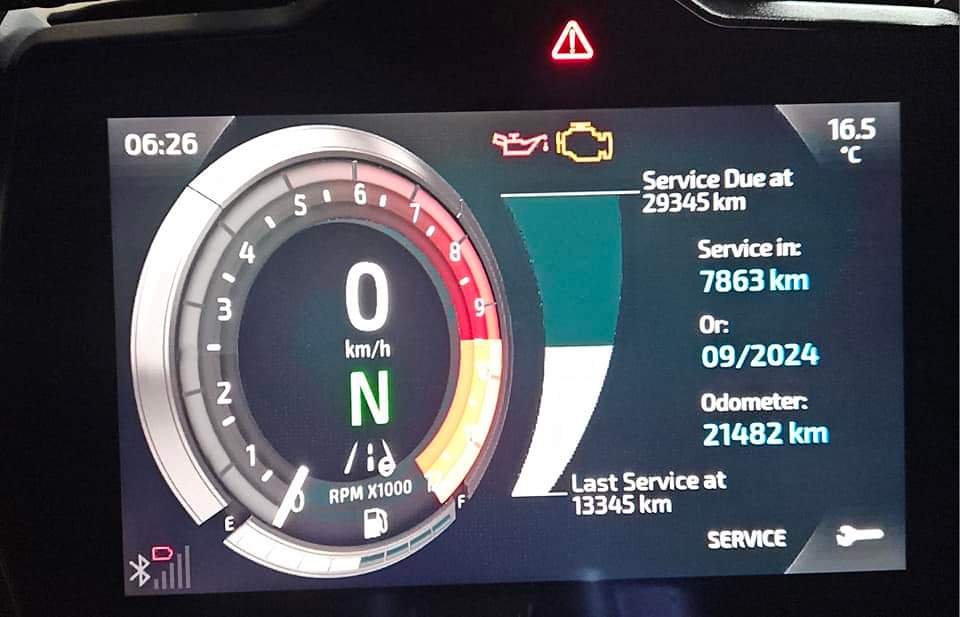 06:26
16.5
°C
Service Due at
29345 km
Service in:
7863 km
Or:
09/2024
Odometer:
21482 km
Last Service at
13345 km
SERVICE
0
1
2
3
4
5
6
7
8
9
0
km/h
N
RPM X1000
E
F